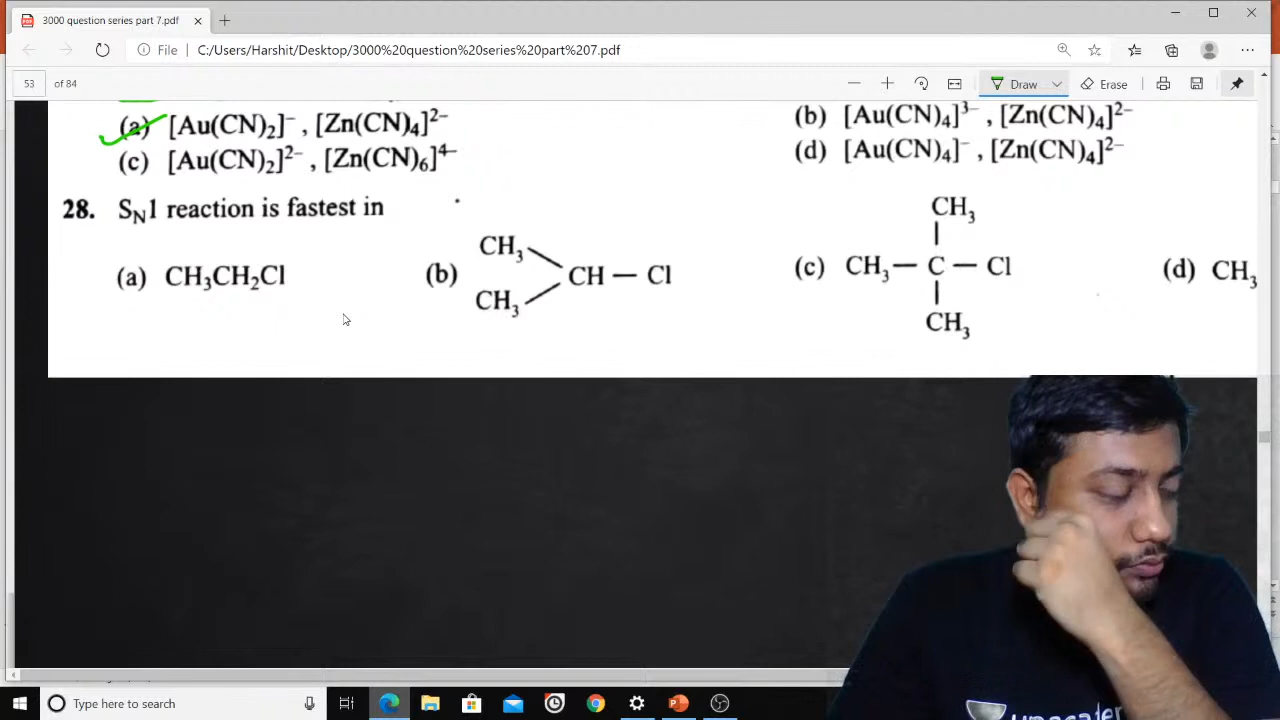 3000 question series part 7.pdf
File C:/Users/Harshit/Desktop/3000%20question%20series%20part%207.pdf
53 of 84 Draw Erase
(a) [Au(CN)₂]⁻ , [Zn(CN)₄]²⁻ (b) [Au(CN)₄]³⁻ , [Zn(CN)₄]²⁻
(c) [Au(CN)₂]²⁻ , [Zn(CN)₆]⁴⁻ (d) [Au(CN)₄]⁻ , [Zn(CN)₄]²⁻
28. S_N1 reaction is fastest in
CH₃
CH₃
(a) CH₃CH₂Cl (b) CH — Cl (c) CH₃ — C — Cl (d) CH₃
CH₃
CH₃
Type here to search